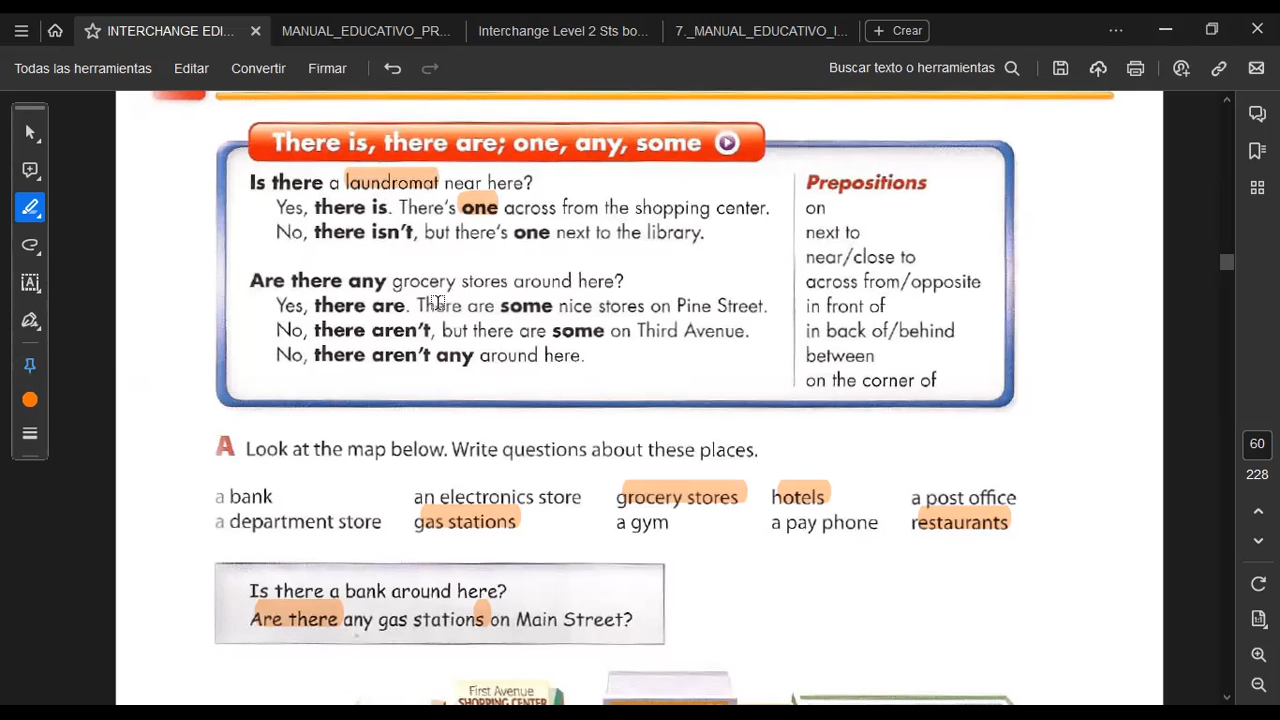 INTERCHANGE EDI...
MANUAL_EDUCATIVO_PR...
Interchange Level 2 Sts bo...
7._MANUAL_EDUCATIVO_I...
Crear
Todas las herramientas
Editar
Convertir
Firmar
Buscar texto o herramientas
There is, there are; one, any, some
Is there a laundromat near here?
Yes, there is. There's one across from the shopping center.
No, there isn't, but there's one next to the library.
Are there any grocery stores around here?
Yes, there are. There are some nice stores on Pine Street.
No, there aren't, but there are some on Third Avenue.
No, there aren't any around here.
Prepositions
on
next to
near/close to
across from/opposite
in front of
in back of/behind
between
on the corner of
A Look at the map below. Write questions about these places.
a bank an electronics store grocery stores hotels a post office
a department store gas stations a gym a pay phone restaurants
Is there a bank around here?
Are there any gas stations on Main Street?
First Avenue
SHOPPING CENTER
60
228